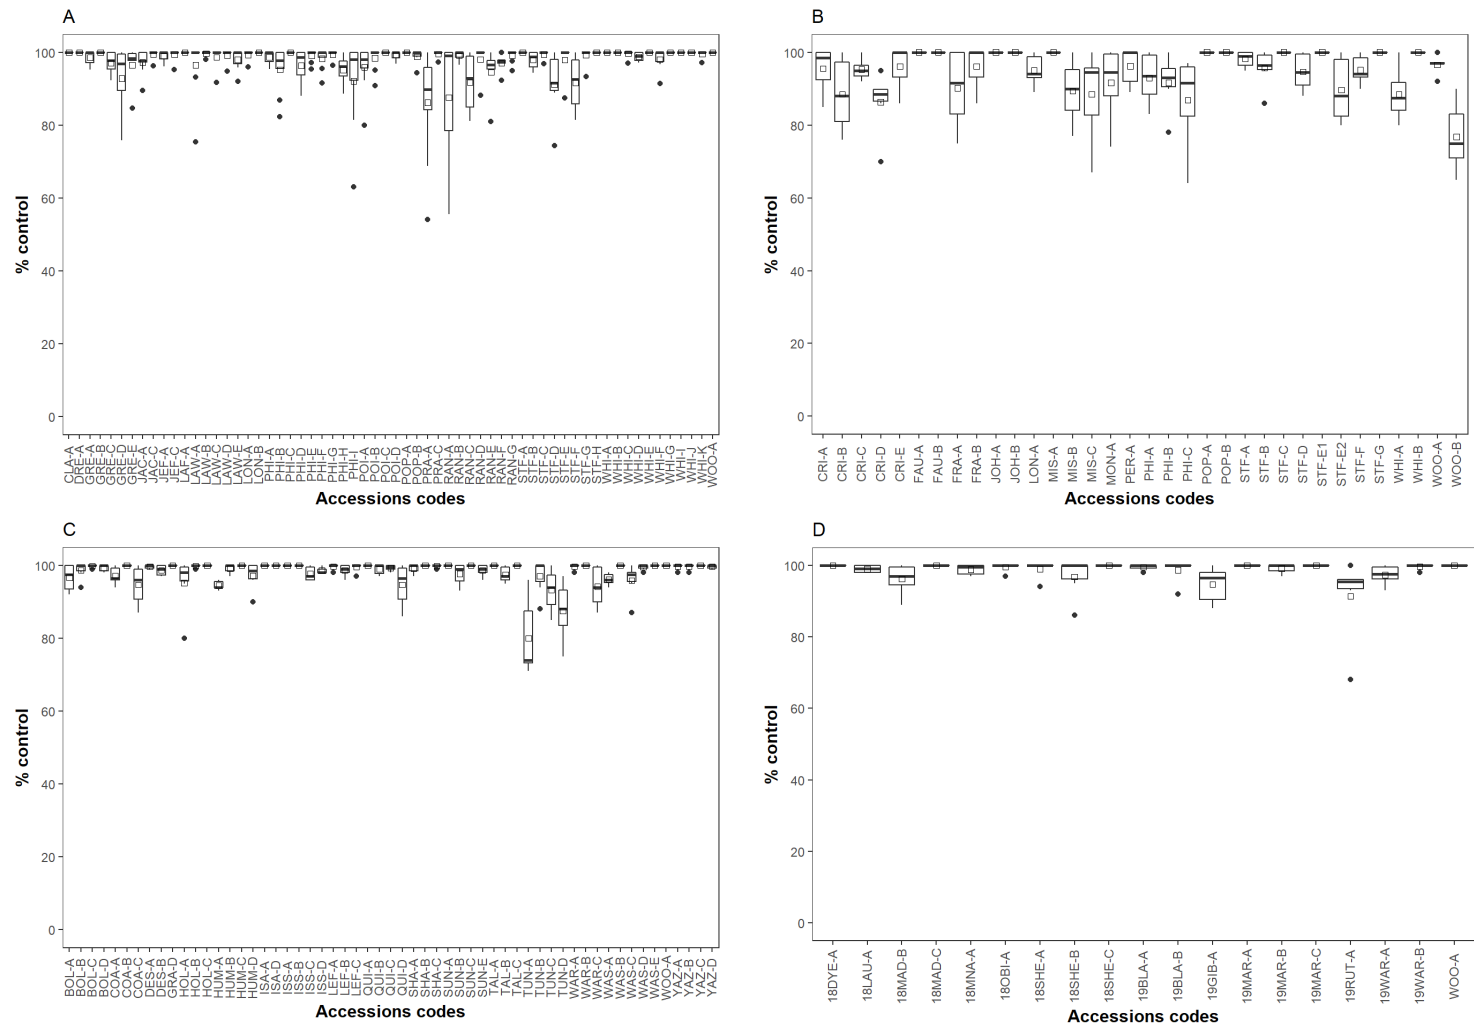 A
% control
100
80
60
40
20
0
CLA-A
DRE-A
GRE-A
GRE-B
GRE-C
GRE-D
GRE-E
JAC-A
JAC-C
JEF-A
JEF-C
LAF-A
LAW-A
LAW-B
LAW-C
LAW-D
LAW-E
LON-A
LON-B
PHI-A
PHI-B
PHI-C
PHI-D
PHI-E
PHI-F
PHI-G
PHI-H
PHI-I
POI-A
POI-B
POI-C
POI-D
POP-A
POP-B
PRA-A
PRA-C
RAN-A
RAN-B
RAN-C
RAN-D
RAN-E
RAN-F
RAN-G
STF-A
STF-B
STF-C
STF-D
STF-E
STF-F
STF-G
STF-H
WHI-A
WHI-B
WHI-C
WHI-D
WHI-E
WHI-F
WHI-G
WHI-I
WHI-J
WHI-K
WOO-A
Accessions codes
B
% control
100
80
60
40
20
0
CRI-A
CRI-B
CRI-C
CRI-D
CRI-E
FAU-A
FAU-B
FRA-A
FRA-B
JOH-A
JOH-B
LON-A
MIS-A
MIS-B
MIS-C
MON-A
PER-A
PHI-A
PHI-B
PHI-C
POP-A
POP-B
STF-A
STF-B
STF-C
STF-D
STF-E1
STF-E2
STF-F
STF-G
WHI-A
WHI-B
WOO-A
WOO-B
Accessions codes
C
% control
100
80
60
40
20
0
BOL-A
BOL-B
BOL-C
BOL-D
COA-A
COA-B
COA-C
DES-A
DES-B
GRA-D
HOL-A
HOL-B
HOL-C
HUM-A
HUM-B
HUM-C
HUM-D
ISA-A
ISA-D
ISS-A
ISS-B
ISS-C
ISS-D
LEF-A
LEF-B
LEF-C
QUI-A
QUI-B
QUI-C
QUI-D
SHA-A
SHA-B
SHA-C
SUN-A
SUN-B
SUN-C
SUN-E
TAL-A
TAL-B
TAL-C
TUN-A
TUN-B
TUN-C
TUN-D
WAR-A
WAR-B
WAR-C
WAS-A
WAS-B
WAS-C
WAS-D
WAS-E
WOO-A
YAZ-A
YAZ-B
YAZ-C
YAZ-D
Accessions codes
D
% control
100
80
60
40
20
0
18DYE-A
18LAU-A
18MAD-B
18MAD-C
18MNA-A
18OBI-A
18SHE-A
18SHE-B
18SHE-C
19BLA-A
19BLA-B
19GIB-A
19MAR-A
19MAR-B
19MAR-C
19RUT-A
19WAR-A
19WAR-B
WOO-A
Accessions codes